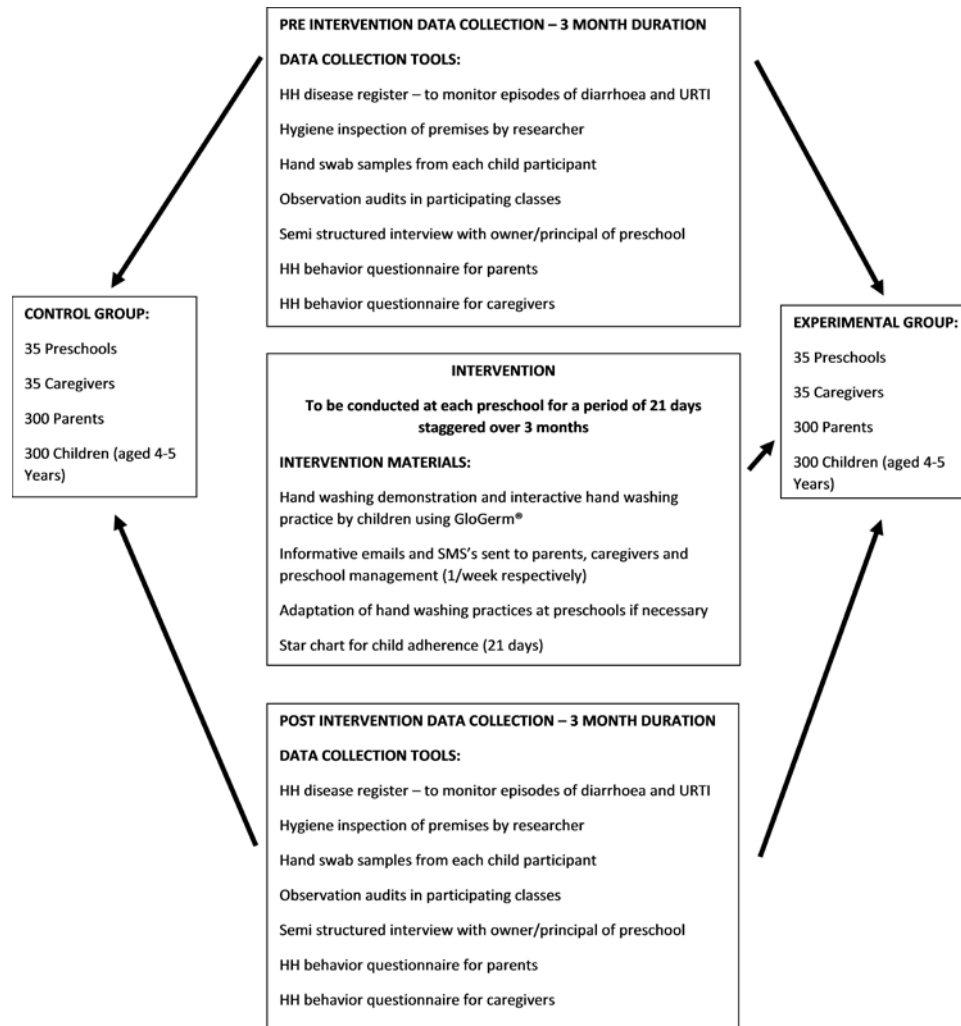 PRE INTERVENTION DATA COLLECTION – 3 MONTH DURATION
DATA COLLECTION TOOLS:
HH disease register – to monitor episodes of diarrhoea and URTI
Hygiene inspection of premises by researcher
Hand swab samples from each child participant
Observation audits in participating classes
Semi structured interview with owner/principal of preschool
HH behavior questionnaire for parents
HH behavior questionnaire for caregivers
CONTROL GROUP:
35 Preschools
35 Caregivers
300 Parents
300 Children (aged 4-5
Years)
INTERVENTION
To be conducted at each preschool for a period of 21 days
staggered over 3 months
INTERVENTION MATERIALS:
Hand washing demonstration and interactive hand washing
practice by children using GloGerm®
Informative emails and SMS's sent to parents, caregivers and
preschool management (1/week respectively)
Adaptation of hand washing practices at preschools if necessary
Star chart for child adherence (21 days)
EXPERIMENTAL GROUP:
35 Preschools
35 Caregivers
300 Parents
300 Children (aged 4-5
Years)
POST INTERVENTION DATA COLLECTION – 3 MONTH DURATION
DATA COLLECTION TOOLS:
HH disease register – to monitor episodes of diarrhoea and URTI
Hygiene inspection of premises by researcher
Hand swab samples from each child participant
Observation audits in participating classes
Semi structured interview with owner/principal of preschool
HH behavior questionnaire for parents
HH behavior questionnaire for caregivers